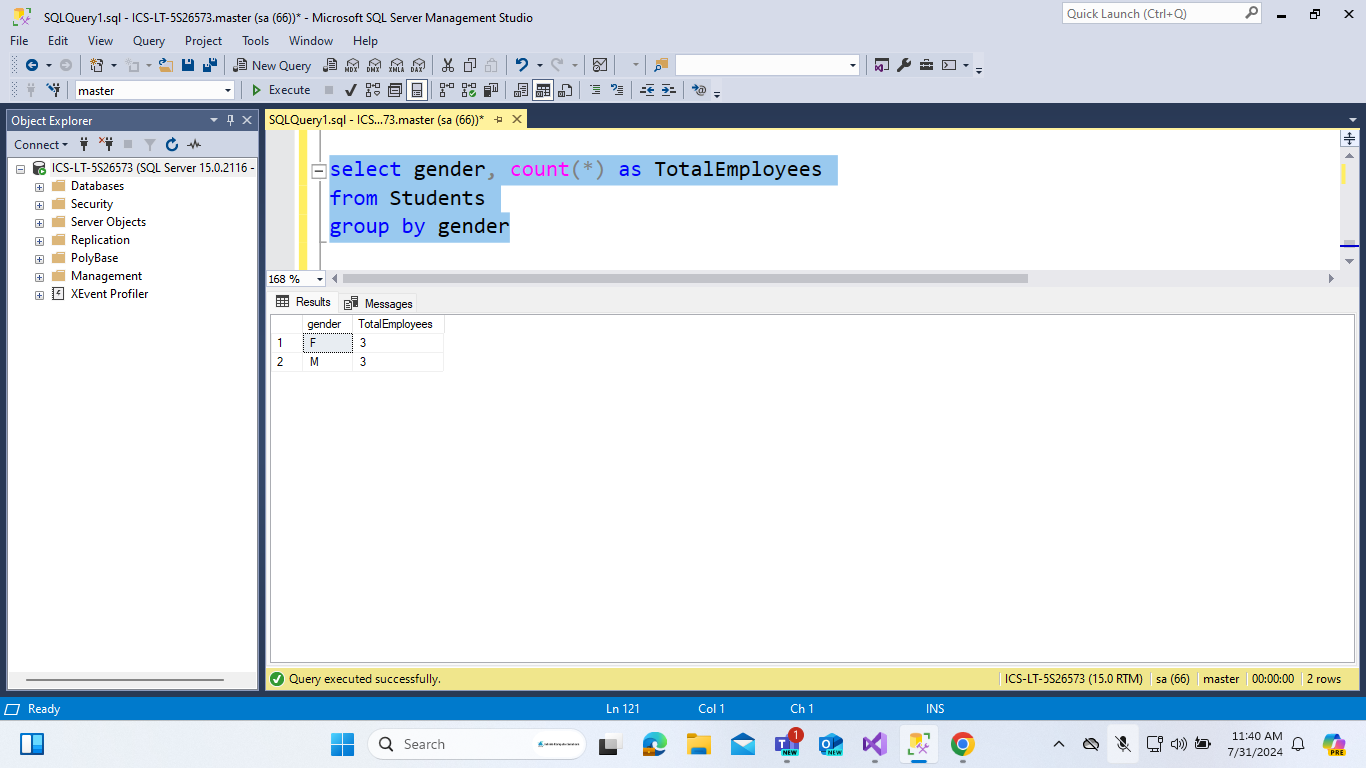 SQLQuery1.sql - ICS-LT-5S26573.master (sa (66))* - Microsoft SQL Server Management Studio
Quick Launch (Ctrl+Q)
File Edit View Query Project Tools Window Help
New Query MDX DMX XMLA DAX
master Execute
Object Explorer
SQLQuery1.sql - ICS...73.master (sa (66))*
Connect
ICS-LT-5S26573 (SQL Server 15.0.2116 -
Databases
Security
Server Objects
Replication
PolyBase
Management
XEvent Profiler
select gender, count(*) as TotalEmployees
from Students
group by gender
168 %
Results Messages
gender TotalEmployees
1 F 3
2 M 3
Query executed successfully.
ICS-LT-5S26573 (15.0 RTM) sa (66) master 00:00:00 2 rows
Ready Ln 121 Col 1 Ch 1 INS
Search
1
NEW
NEW
11:40 AM
7/31/2024
PRE